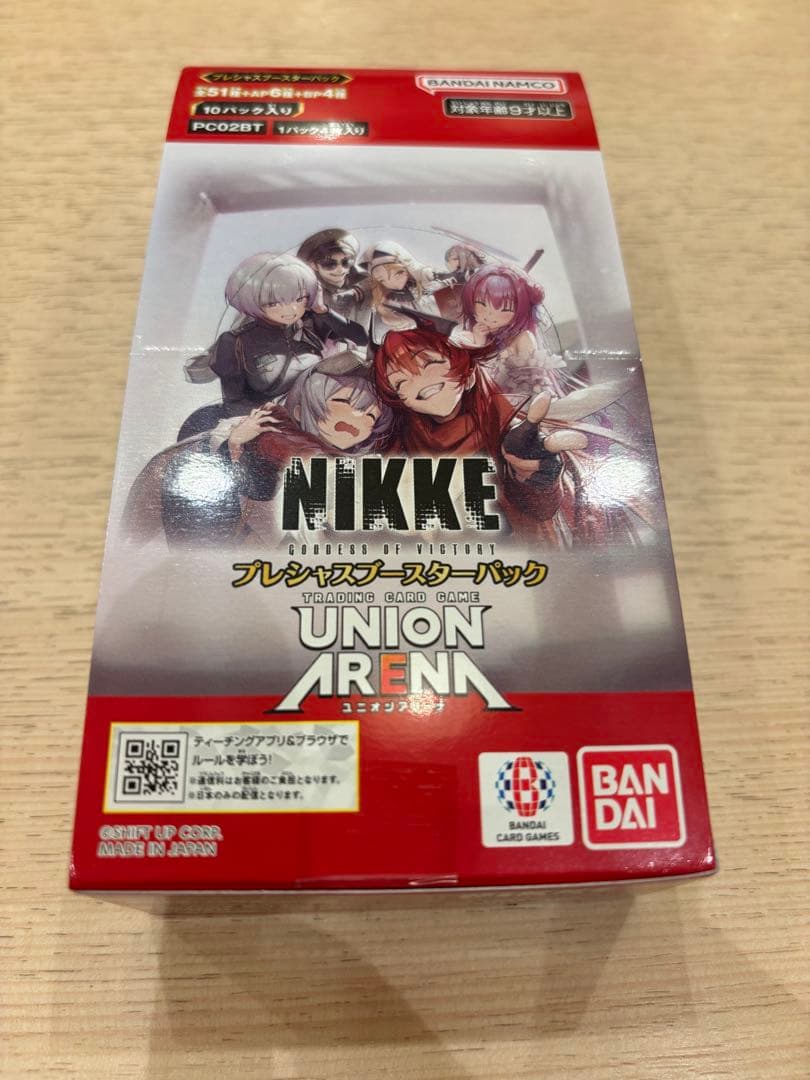 プレシャスブースターパック
全51種+AP6種+BP4種
10パック入り
PC02BT 1パック4枚入り
BANDAI NAMCO
対象年齢9才以上
NIKKE
GODDESS OF VICTORY
プレシャスブースターパック
TRADING CARD GAME
UNION
ARENA
ユニオンアリーナ
ティーチングアプリ&ブラウザで
ルールを学ぼう!
※通信料はお客様のご負担となります。
※日本のみの配信となります。
©SHIFT UP CORP.
MADE IN JAPAN
BANDAI
CARD GAMES
BAN
DAI